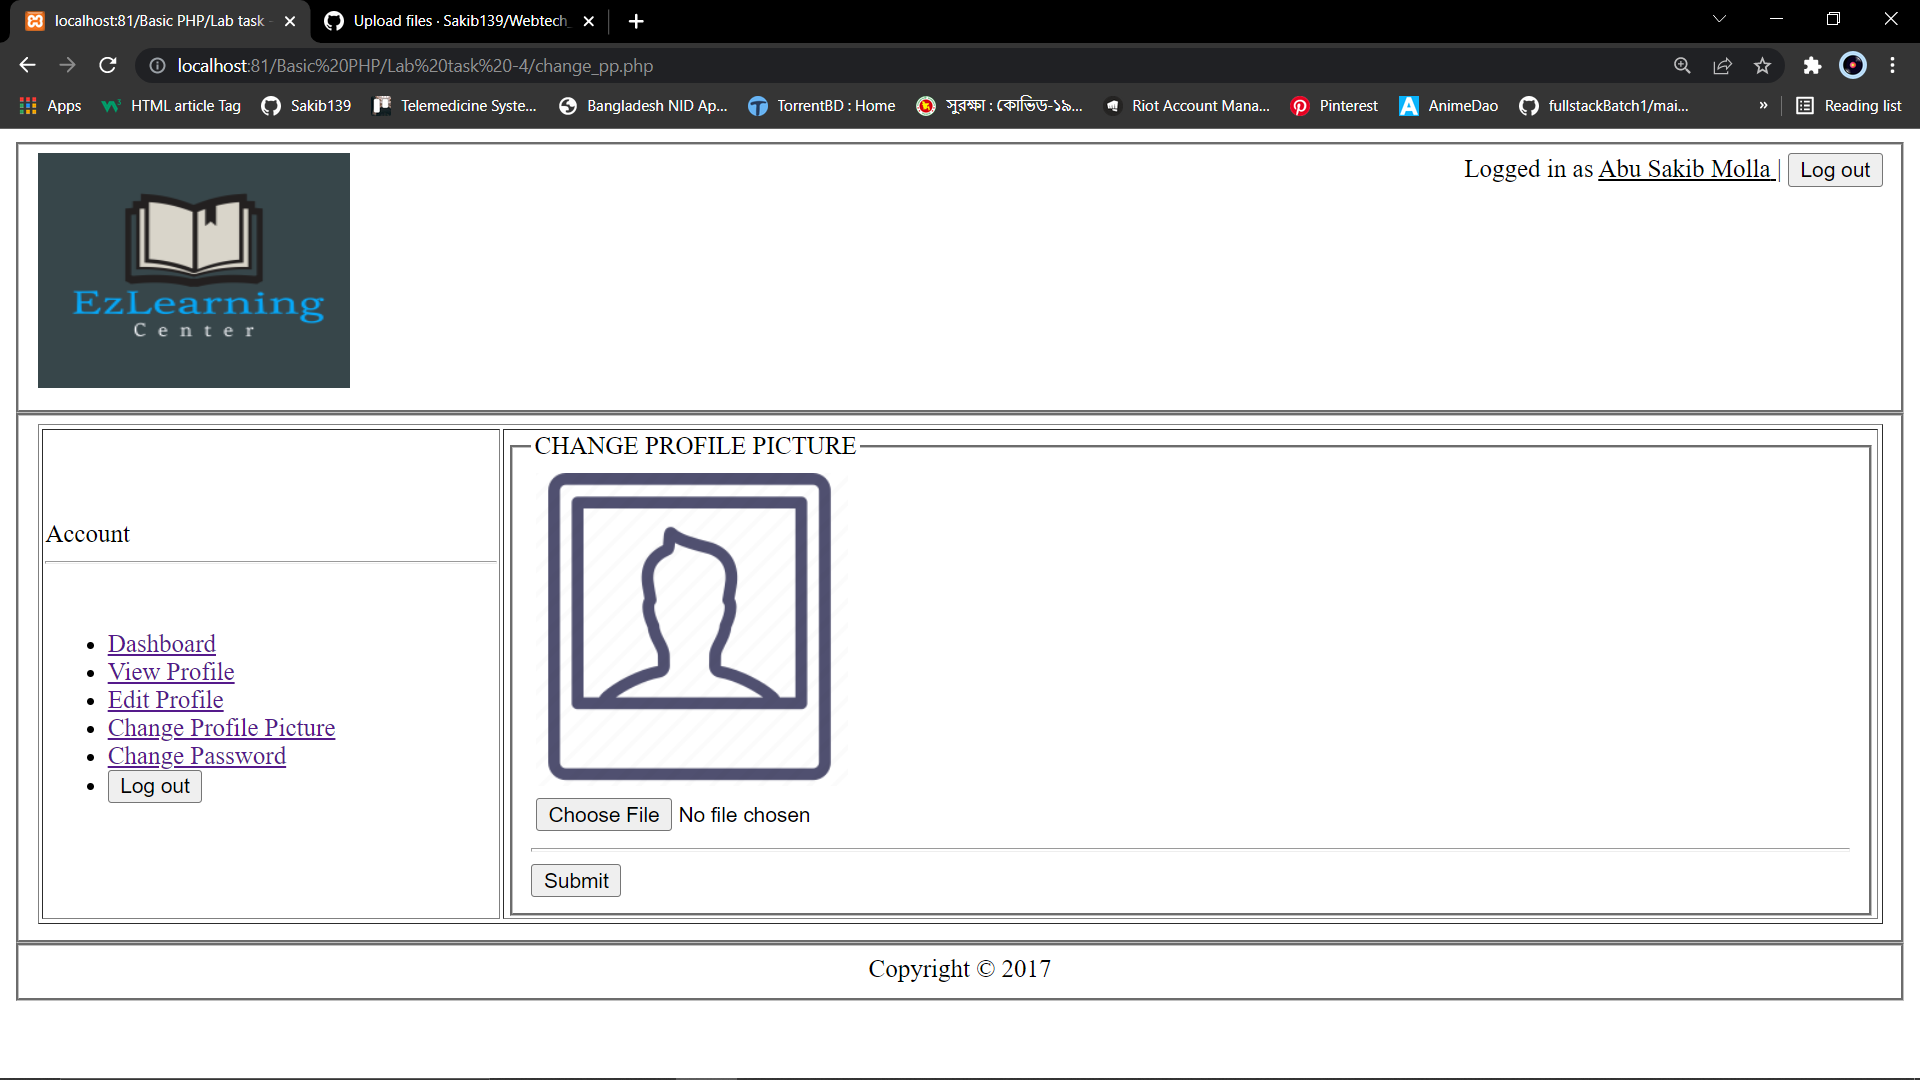 localhost:81/Basic PHP/Lab task -
Upload files · Sakib139/Webtech_
localhost:81/Basic%20PHP/Lab%20task%20-4/change_pp.php
Apps HTML article Tag Sakib139 Telemedicine Syste... Bangladesh NID Ap... TorrentBD : Home সুরক্ষা : কোভিড-১৯... Riot Account Mana... Pinterest AnimeDao fullstackBatch1/mai... » Reading list
EzLearning
Center
Logged in as Abu Sakib Molla | Log out
Account
Dashboard
View Profile
Edit Profile
Change Profile Picture
Change Password
Log out
CHANGE PROFILE PICTURE
Choose File No file chosen
Submit
Copyright © 2017